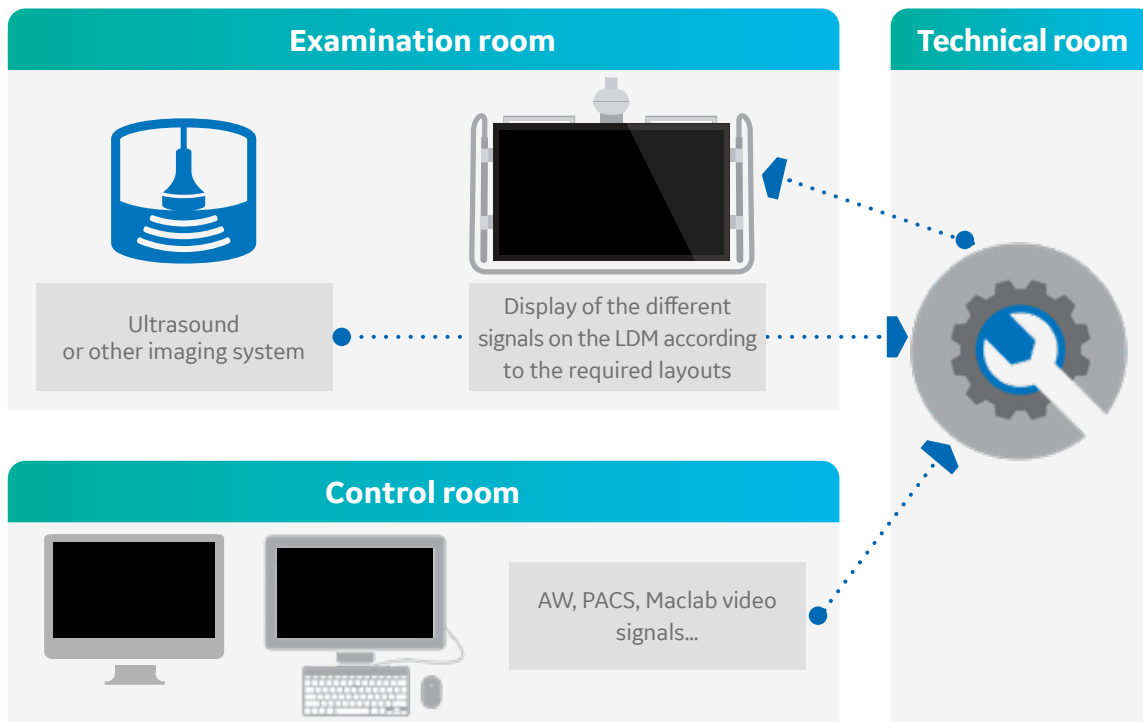 Examination room
Technical room
Ultrasound
or other imaging system
Display of the different
signals on the LDM according
to the required layouts
Control room
AW, PACS, Maclab video
signals...